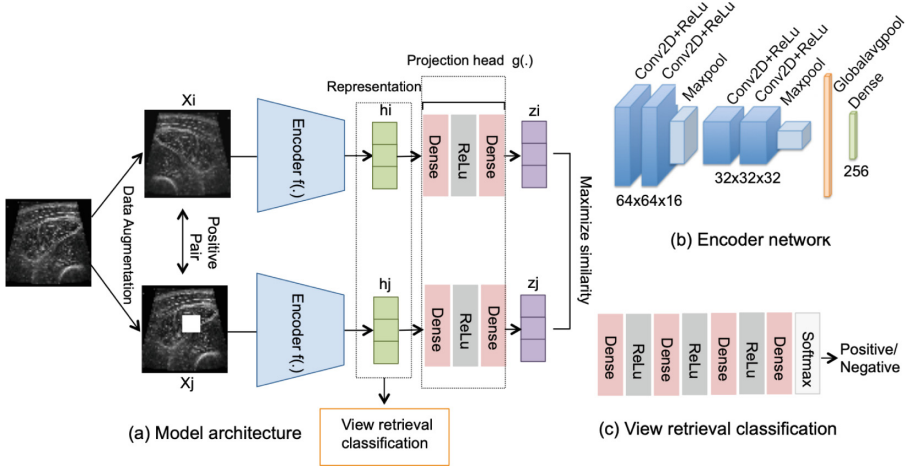 Xi
Data Augmentation
Positive
Pair
Xj
Encoder f(.)
Encoder f(.)
Representation
hi
hj
Projection head g(.)
Dense
ReLu
Dense
Dense
ReLu
Dense
zi
zj
Maximize similarity
View retrieval
classification
(a) Model architecture
Conv2D+ReLu
Conv2D+ReLu
Maxpool
Conv2D+ReLu
Conv2D+ReLu
Maxpool
Globalavgpool
Dense
64x64x16
32x32x32
256
(b) Encoder network
Dense
ReLu
Dense
ReLu
Dense
ReLu
Dense
Softmax
Positive/
Negative
(c) View retrieval classification